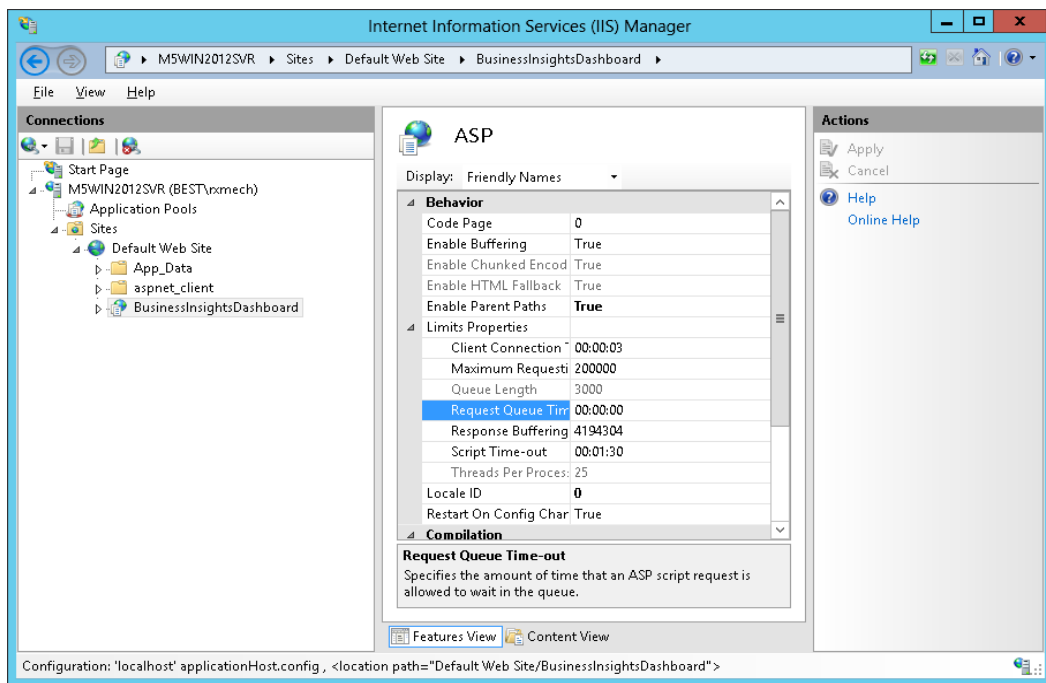 Internet Information Services (IIS) Manager
M5WIN2012SVR Sites Default Web Site BusinessInsightsDashboard
File View Help
Connections
Start Page
M5WIN2012SVR (BEST\rxmech)
Application Pools
Sites
Default Web Site
App_Data
aspnet_client
BusinessInsightsDashboard
ASP
Display: Friendly Names
Behavior
Code Page 0
Enable Buffering True
Enable Chunked Encod True
Enable HTML Fallback True
Enable Parent Paths True
Limits Properties
Client Connection T 00:00:03
Maximum Requesti 200000
Queue Length 3000
Request Queue Tim 00:00:00
Response Buffering 4194304
Script Time-out 00:01:30
Threads Per Proces: 25
Locale ID 0
Restart On Config Char True
Compilation
Request Queue Time-out
Specifies the amount of time that an ASP script request is
allowed to wait in the queue.
Features View Content View
Actions
Apply
Cancel
Help
Online Help
Configuration: 'localhost' applicationHost.config , <location path="Default Web Site/BusinessInsightsDashboard">